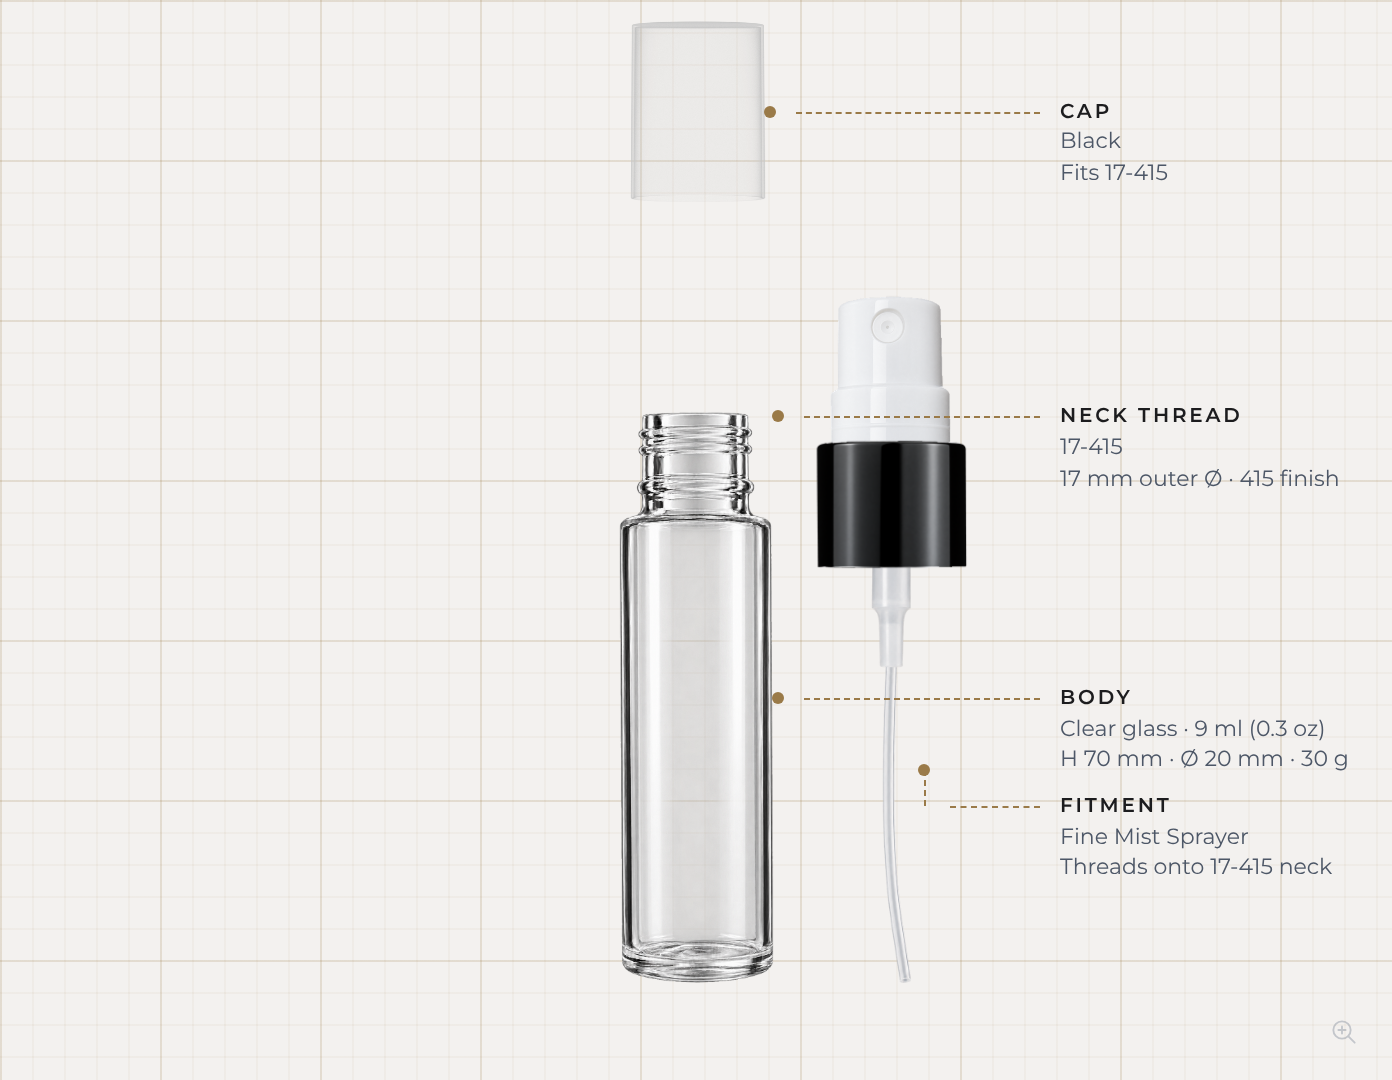 CAP
Black
Fits 17-415
NECK THREAD
17-415
17 mm outer Ø · 415 finish
BODY
Clear glass · 9 ml (0.3 oz)
H 70 mm · Ø 20 mm · 30 g
FITMENT
Fine Mist Sprayer
Threads onto 17-415 neck